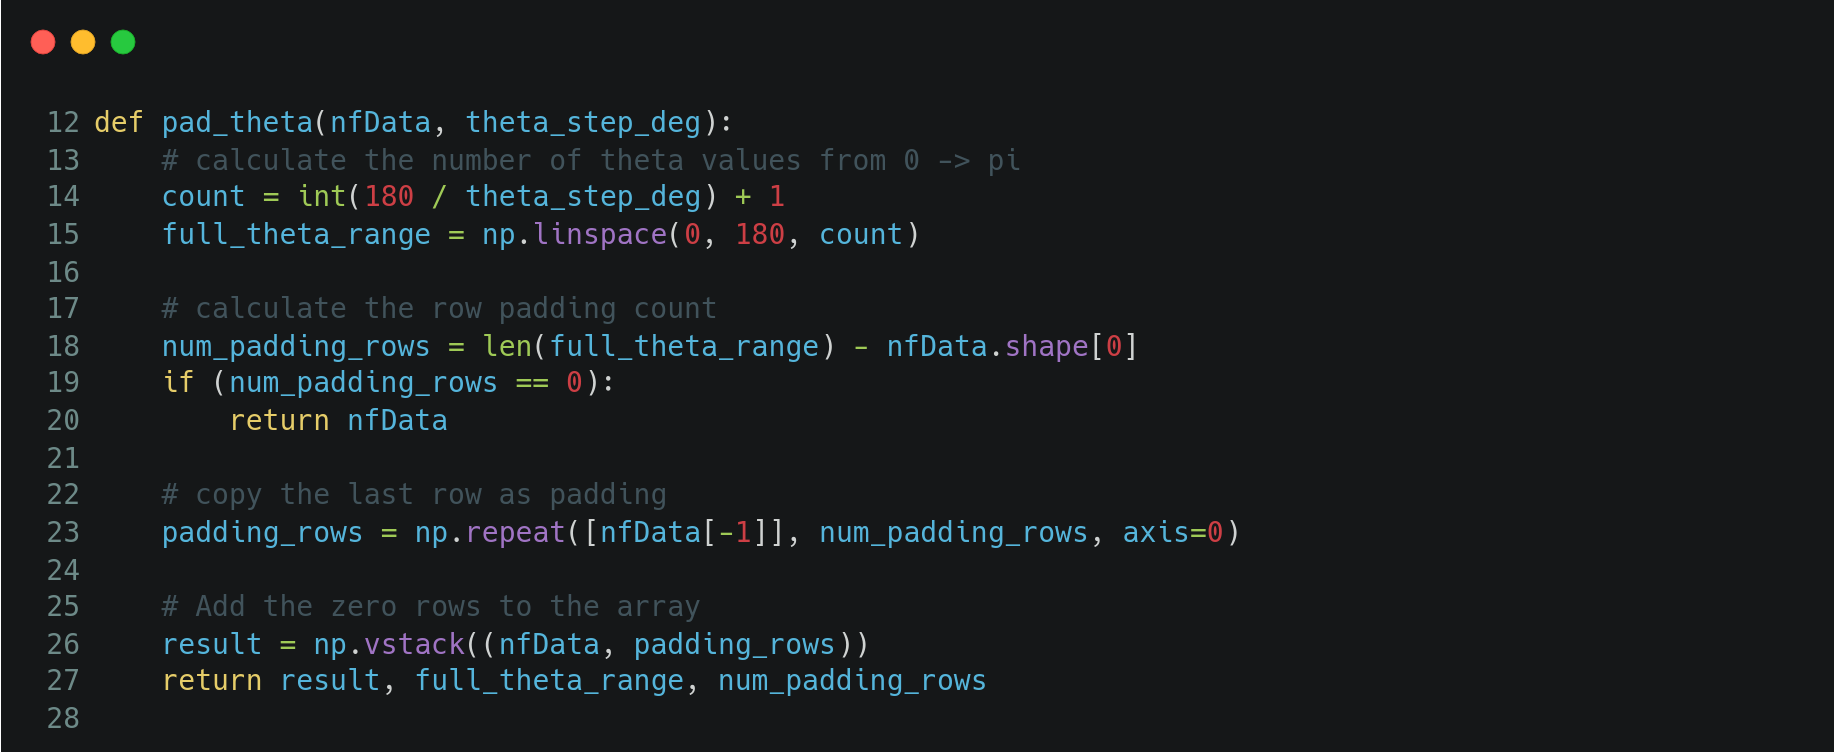 12 def pad_theta(nfData, theta_step_deg):
13     # calculate the number of theta values from 0 -> pi
14     count = int(180 / theta_step_deg) + 1
15     full_theta_range = np.linspace(0, 180, count)
16
17     # calculate the row padding count
18     num_padding_rows = len(full_theta_range) - nfData.shape[0]
19     if (num_padding_rows == 0):
20         return nfData
21
22     # copy the last row as padding
23     padding_rows = np.repeat([nfData[-1]], num_padding_rows, axis=0)
24
25     # Add the zero rows to the array
26     result = np.vstack((nfData, padding_rows))
27     return result, full_theta_range, num_padding_rows
28